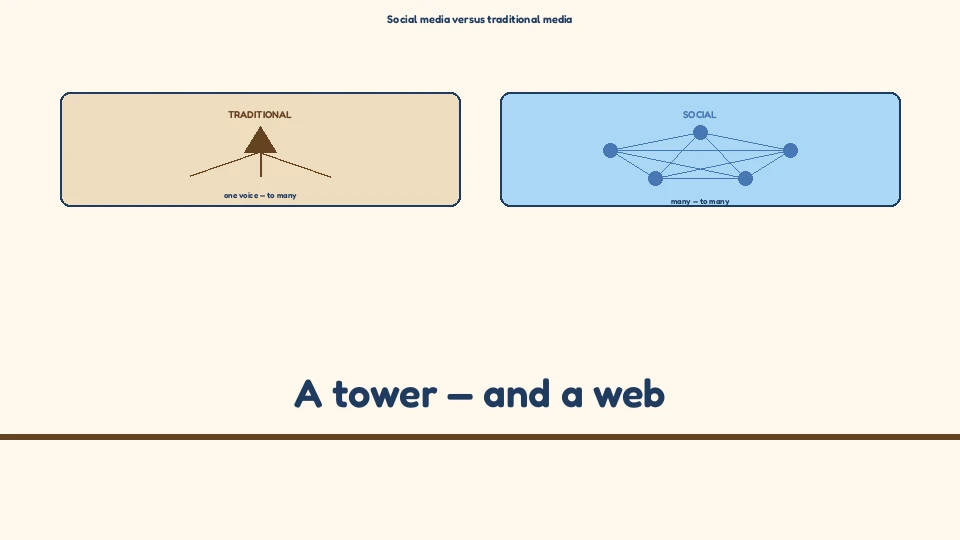 Social media versus traditional media
TRADITIONAL
one voice — to many
SOCIAL
many — to many
A tower — and a web